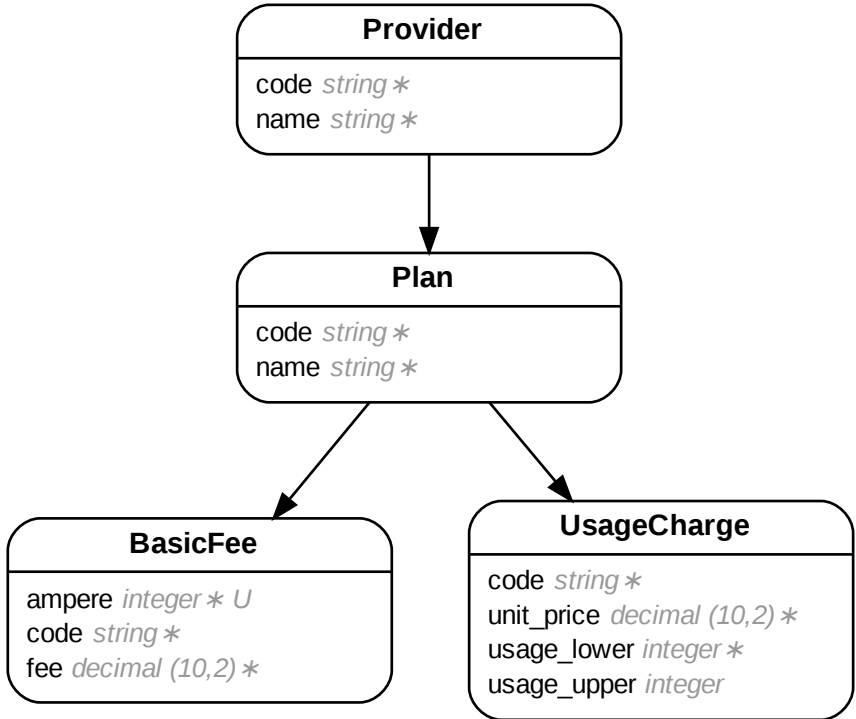 Provider
code string∗
name string∗
Plan
code string∗
name string∗
BasicFee
ampere integer∗ U
code string∗
fee decimal (10,2)∗
UsageCharge
code string∗
unit_price decimal (10,2)∗
usage_lower integer∗
usage_upper integer